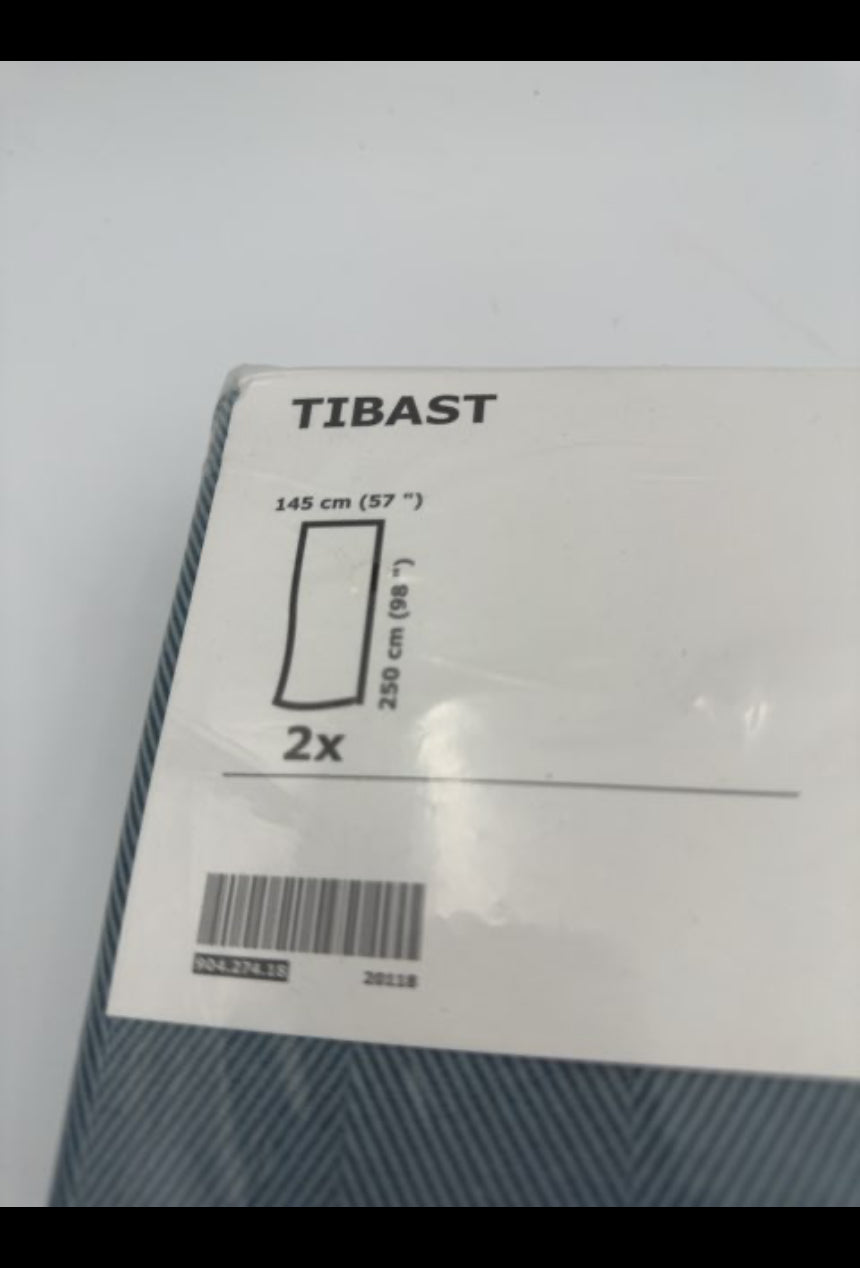 TIBAST
145 cm (57 ")
250 cm (98 ")
2x
904.274.18
20118